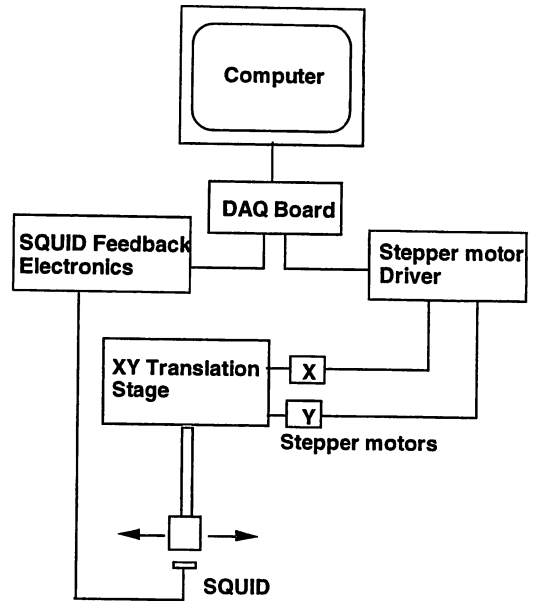 Computer
DAQ Board
SQUID Feedback
Electronics
Stepper motor
Driver
XY Translation
Stage
X
Y
Stepper motors
SQUID